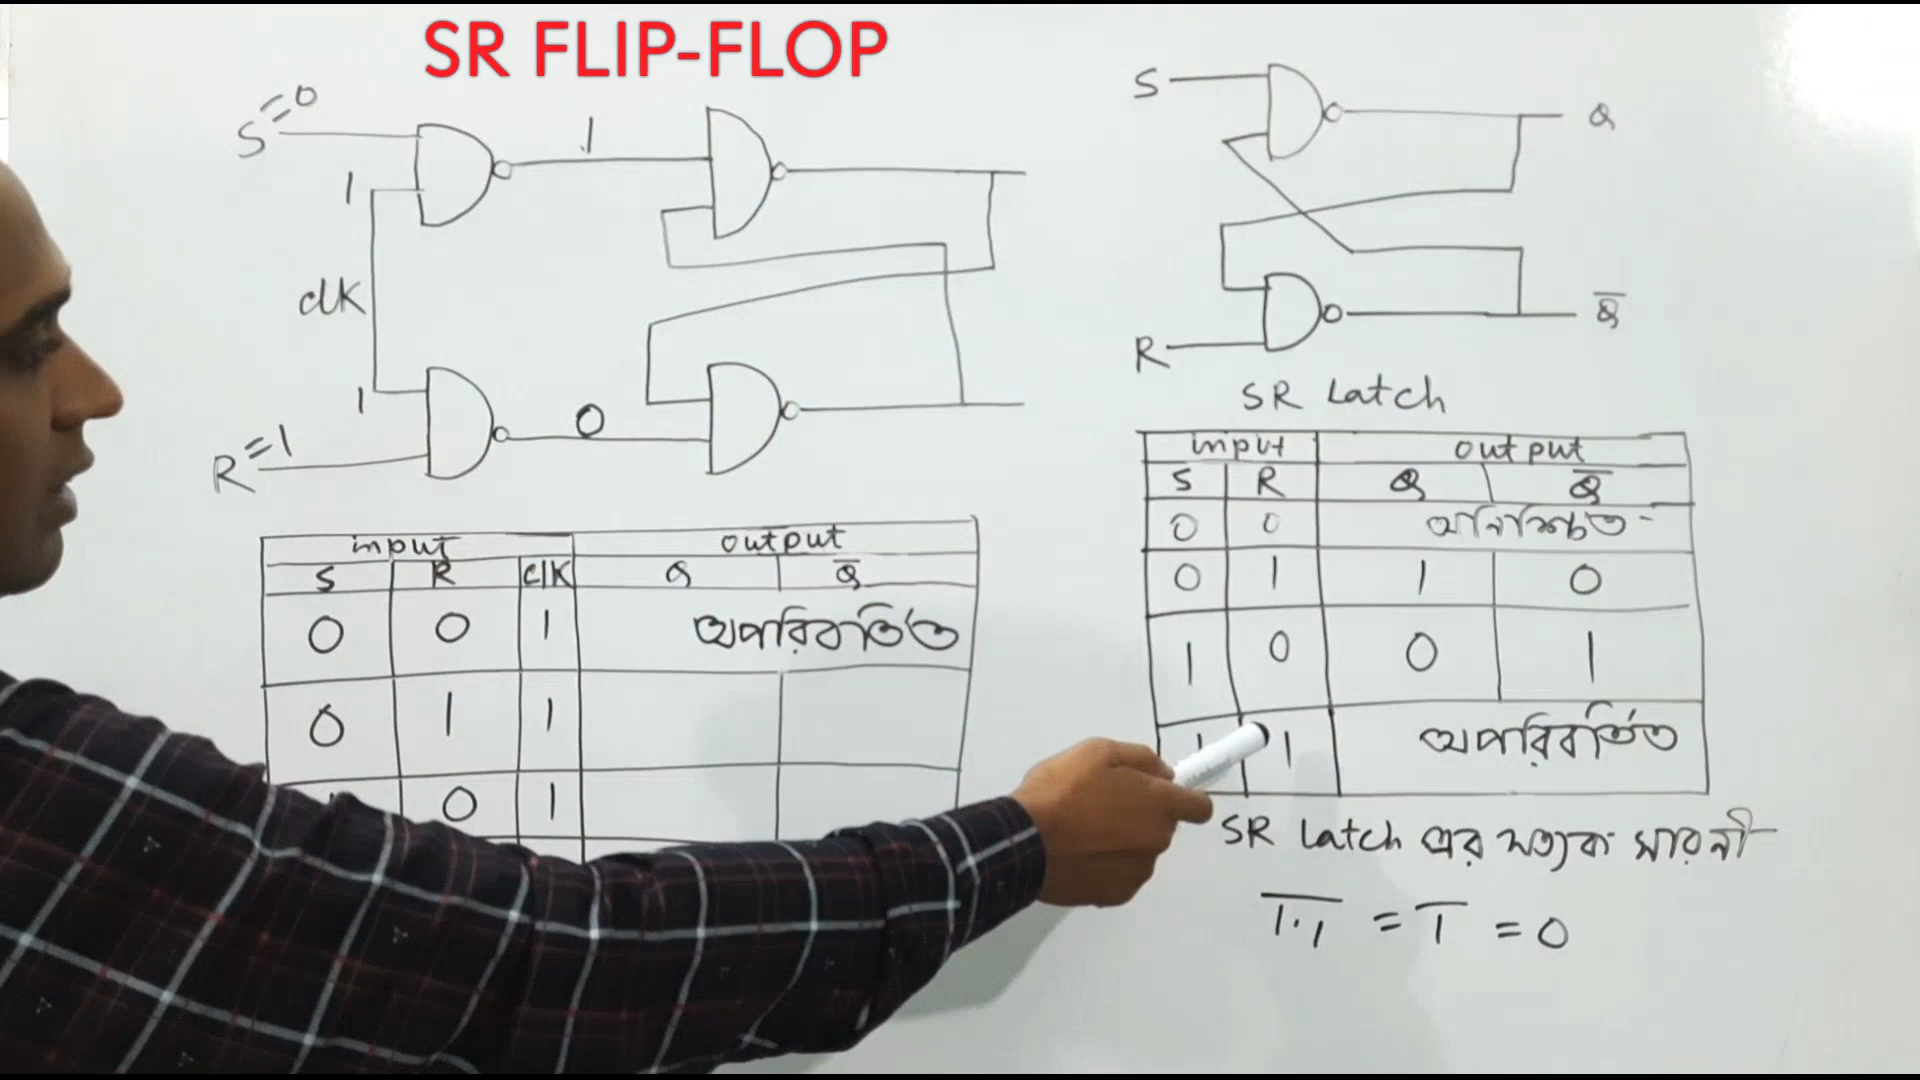 SR FLIP-FLOP
S=0
1
1
clK
1
0
R=1
input output
S R ClK Q Q̅
0 0 1 অপরিবর্তিত
0 1 1
0 1
S
Q
R
Q̅
SR Latch
input output
S R Q Q̅
0 0 অনিশ্চিত
0 1 1 0
1 0 0 1
1 1 অপরিবর্তিত
SR Latch এর সত্যক সারনী
1̅.̅1̅ = 1̅ = 0